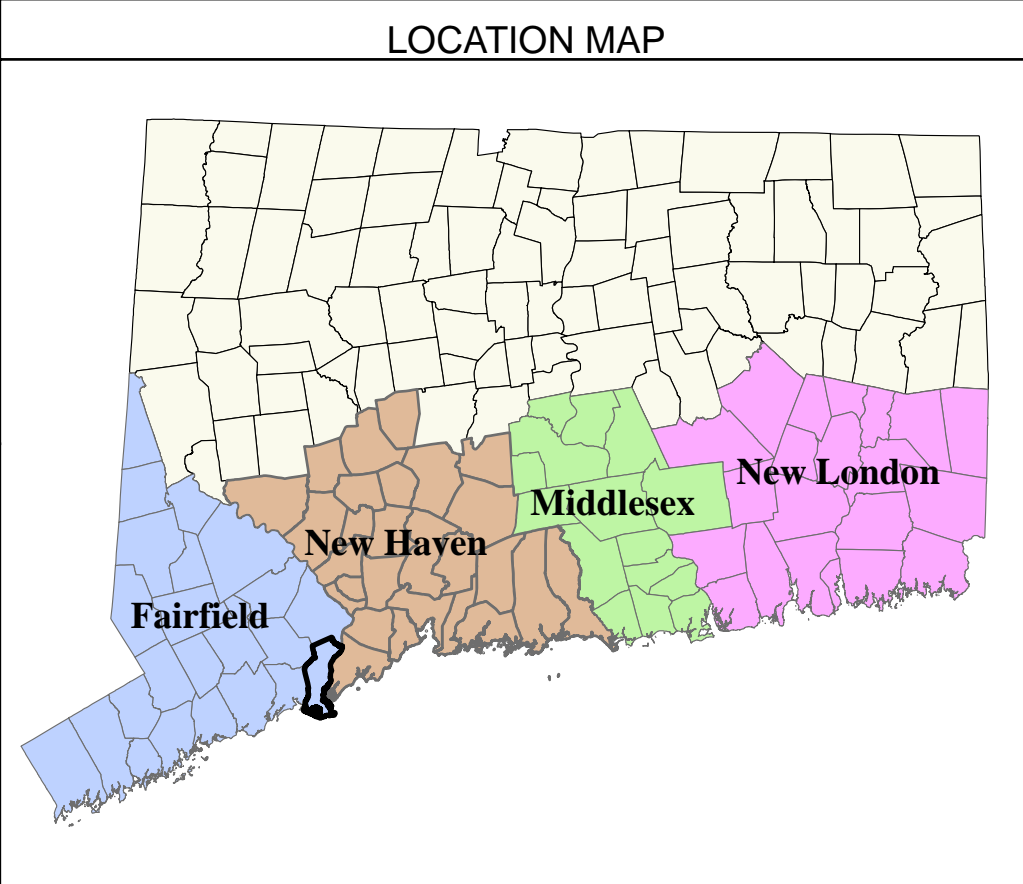 LOCATION MAP
New London
Middlesex
New Haven
Fairfield